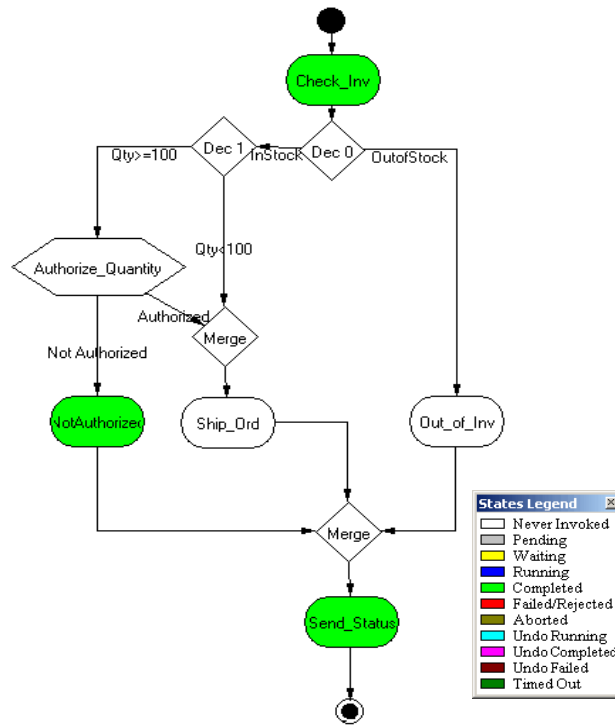 Check_Inv
Dec 1
Dec 0
Qty>=100
InStock
OutofStock
Qty<100
Authorize_Quantity
Authorized
Merge
Not Authorized
NotAuthorized
Ship_Ord
Out_of_Inv
Merge
Send_Status
States Legend
Never Invoked
Pending
Waiting
Running
Completed
Failed/Rejected
Aborted
Undo Running
Undo Completed
Undo Failed
Timed Out